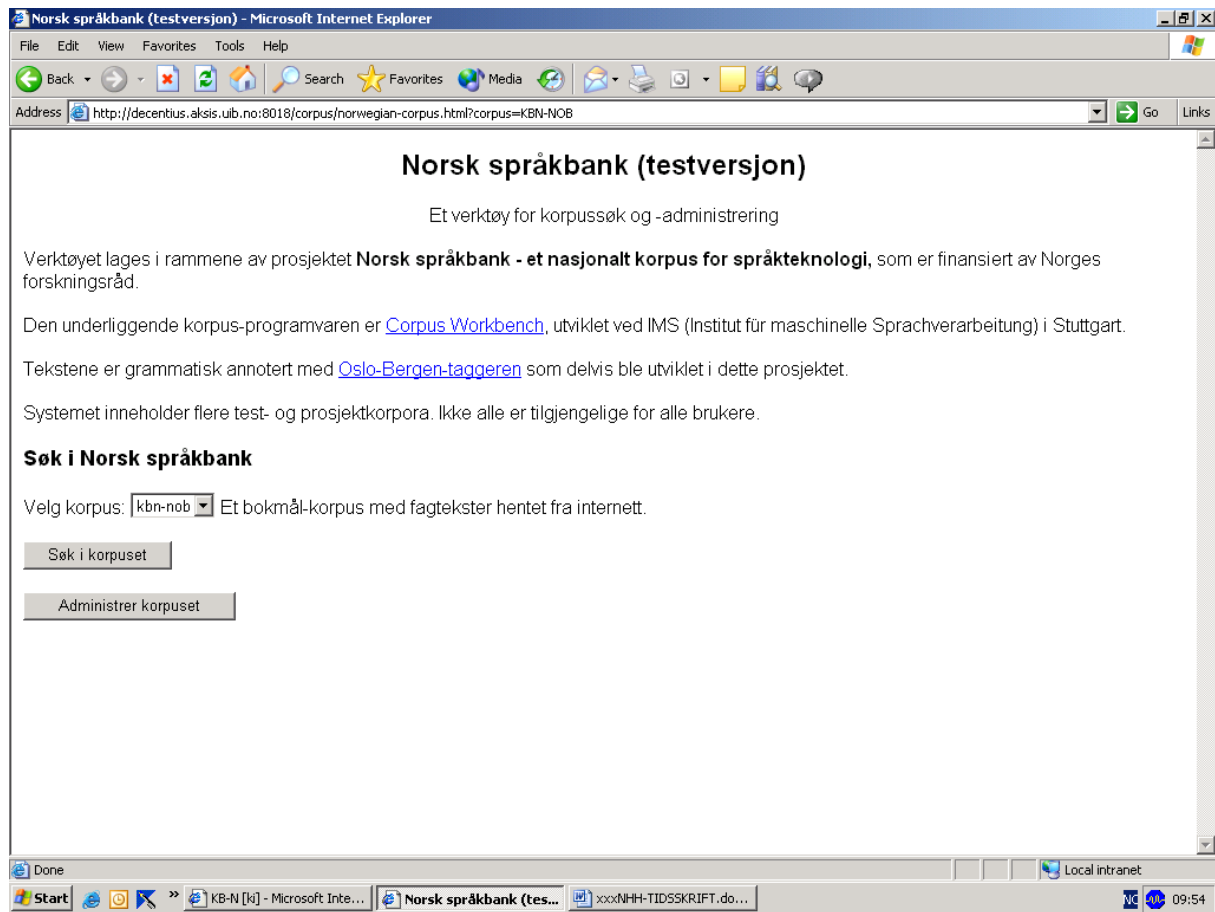 Norsk språkbank (testversjon) - Microsoft Internet Explorer
File Edit View Favorites Tools Help
Back Search Favorites Media
Address http://decentius.aksis.uib.no:8018/corpus/norwegian-corpus.html?corpus=KBN-NOB Go Links
Norsk språkbank (testversjon)
Et verktøy for korpussøk og -administrering
Verktøyet lages i rammene av prosjektet Norsk språkbank - et nasjonalt korpus for språkteknologi, som er finansiert av Norges
forskningsråd.
Den underliggende korpus-programvaren er Corpus Workbench, utviklet ved IMS (Institut für maschinelle Sprachverarbeitung) i Stuttgart.
Tekstene er grammatisk annotert med Oslo-Bergen-taggeren som delvis ble utviklet i dette prosjektet.
Systemet inneholder flere test- og prosjektkorpora. Ikke alle er tilgjengelige for alle brukere.
Søk i Norsk språkbank
Velg korpus: kbn-nob Et bokmål-korpus med fagtekster hentet fra internett.
Søk i korpuset
Administrer korpuset
Done Local intranet
Start » KB-N [ki] - Microsoft Inte... Norsk språkbank (tes... xxxNHH-TIDSSKRIFT.do... 09:54